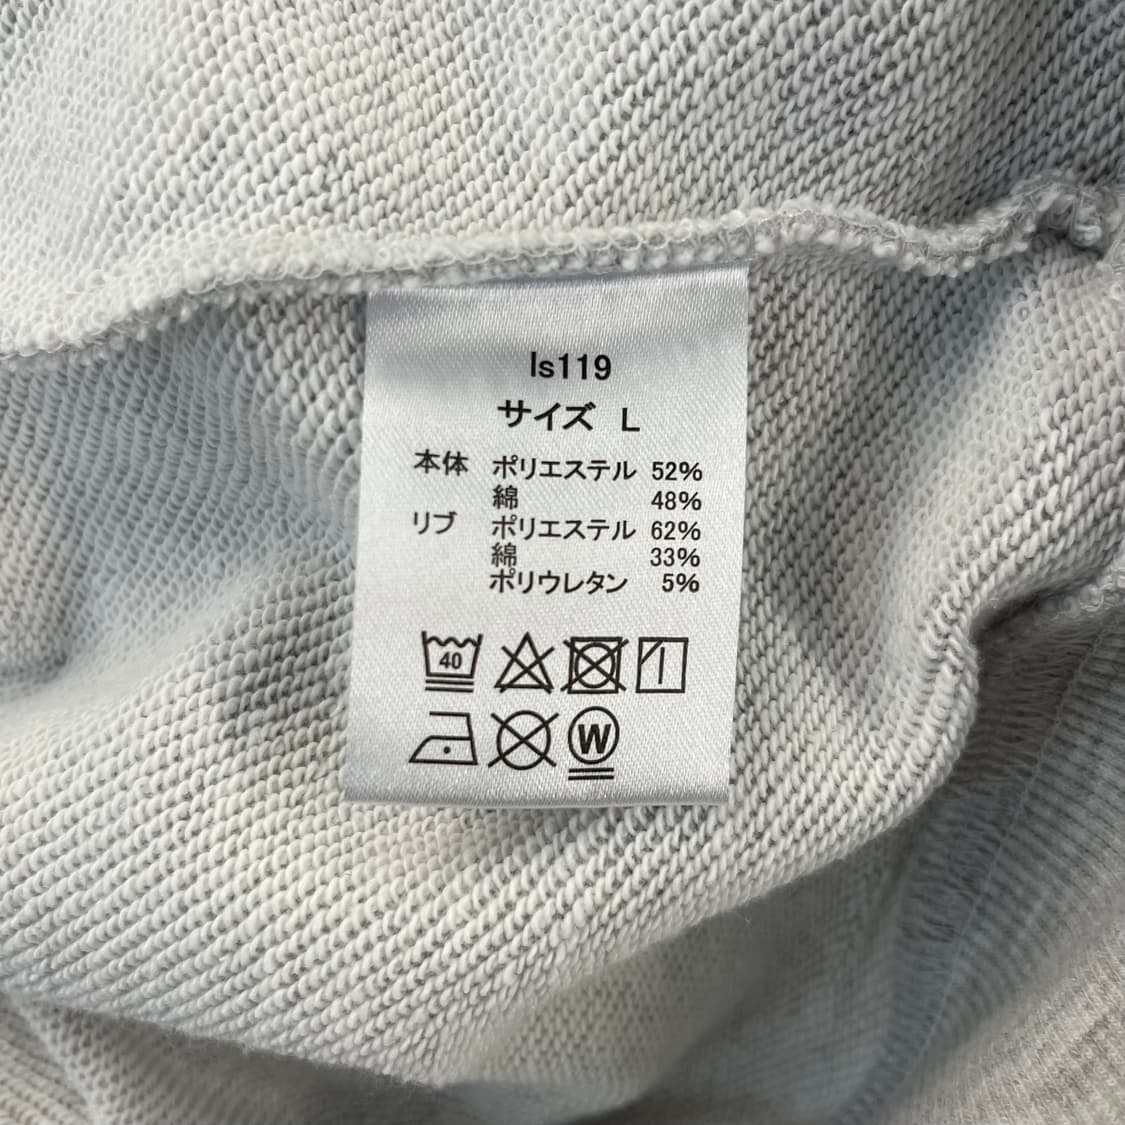 ls119
サイズ L
本体 ポリエステル 52%
綿 48%
リブ ポリエステル 62%
綿 33%
ポリウレタン 5%
40
W